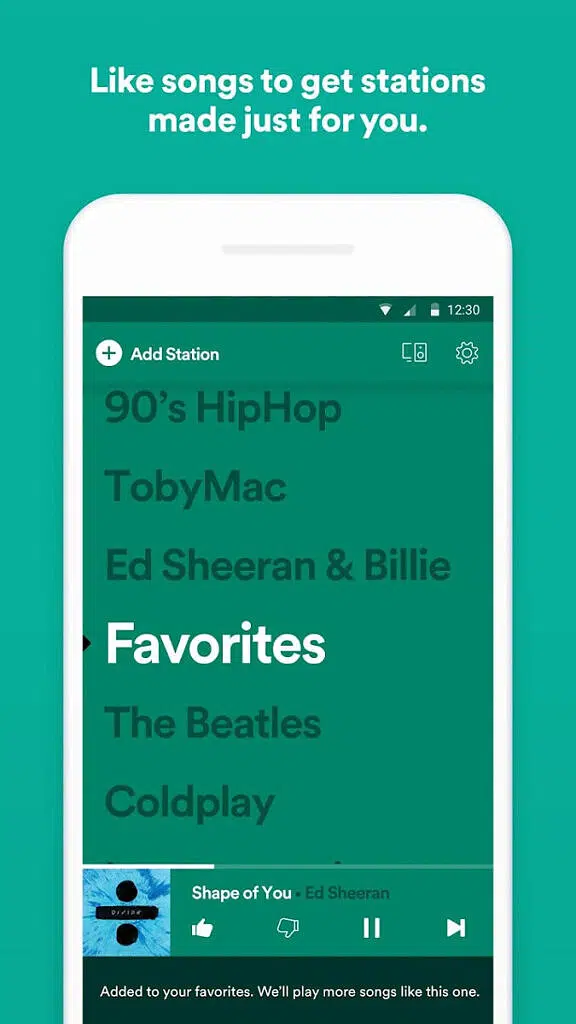 Like songs to get stations
made just for you.
12:30
Add Station
90's HipHop
TobyMac
Ed Sheeran & Billie
Favorites
The Beatles
Coldplay
Shape of You • Ed Sheeran
DIVIDE
Added to your favorites. We'll play more songs like this one.